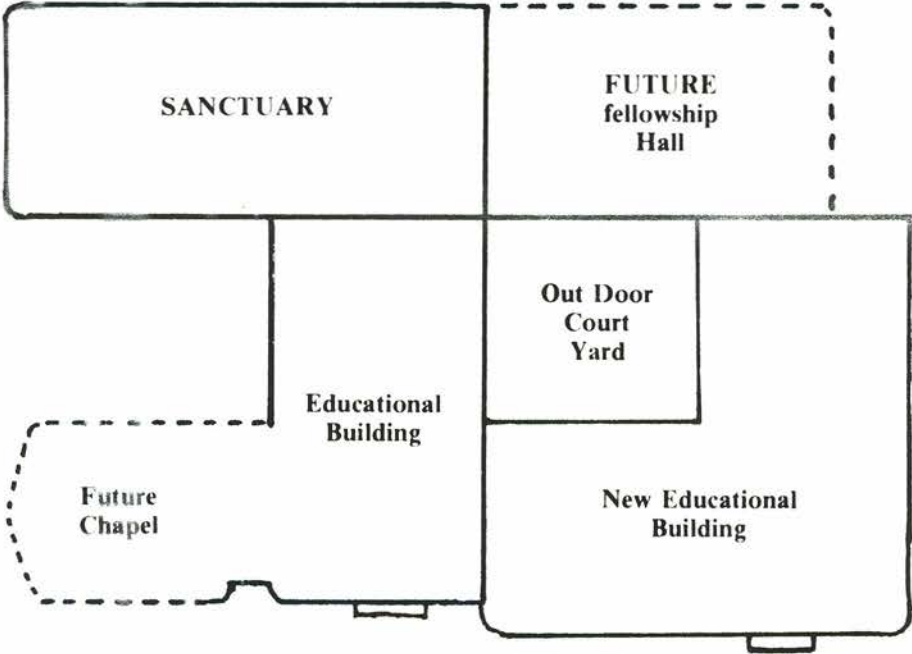 SANCTUARY
FUTURE
fellowship
Hall
Out Door
Court
Yard
Educational
Building
Future
Chapel
New Educational
Building